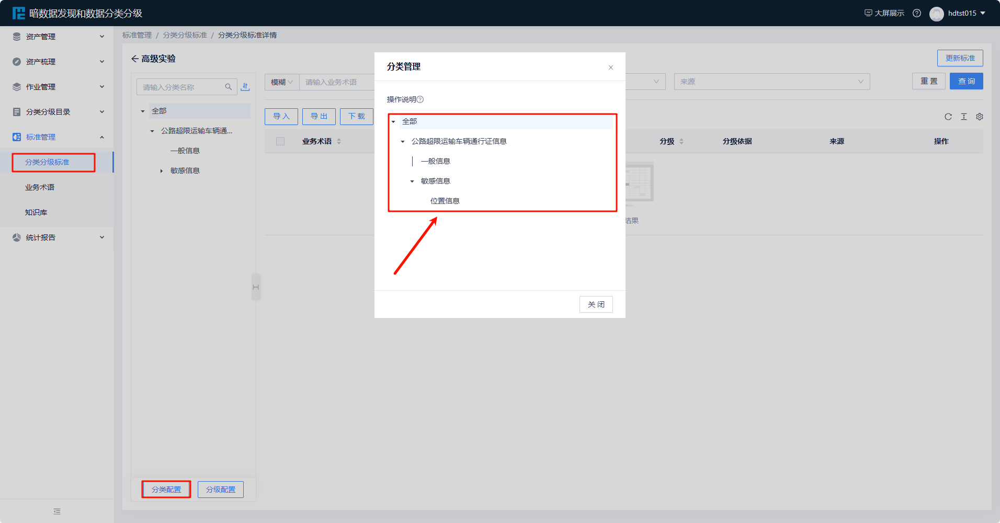 暗数据发现和数据分类分级
大屏展示
hdtst015
资产管理
资产梳理
作业管理
分类分级目录
标准管理
分类分级标准
业务术语
知识库
统计报告
标准管理 / 分类分级标准 / 分类分级标准详情
高级实验
更新标准
请输入分类名称
全部
公路超限运输车辆通...
一般信息
敏感信息
分类配置
分级配置
模糊
请输入业务术语
来源
重 置
查 询
导 入
导 出
下 载
业务术语
分级
分级依据
来源
操作
结果
分类管理
操作说明
全部
公路超限运输车辆通行证信息
一般信息
敏感信息
位置信息
关 闭